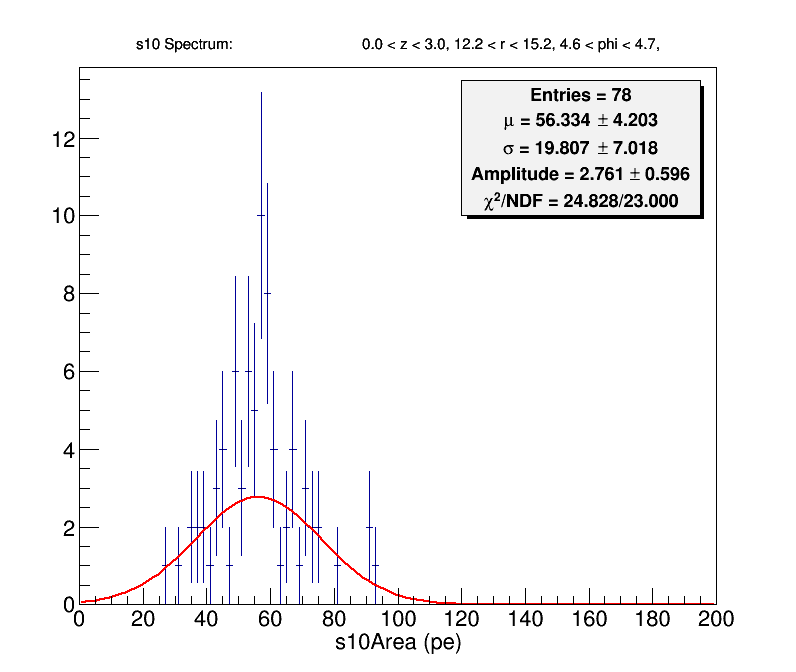 s10 Spectrum: 0.0 < z < 3.0, 12.2 < r < 15.2, 4.6 < phi < 4.7,
Entries = 78
μ = 56.334 ± 4.203
σ = 19.807 ± 7.018
Amplitude = 2.761 ± 0.596
χ²/NDF = 24.828/23.000
12
10
8
6
4
2
0
0 20 40 60 80 100 120 140 160 180 200
s10Area (pe)